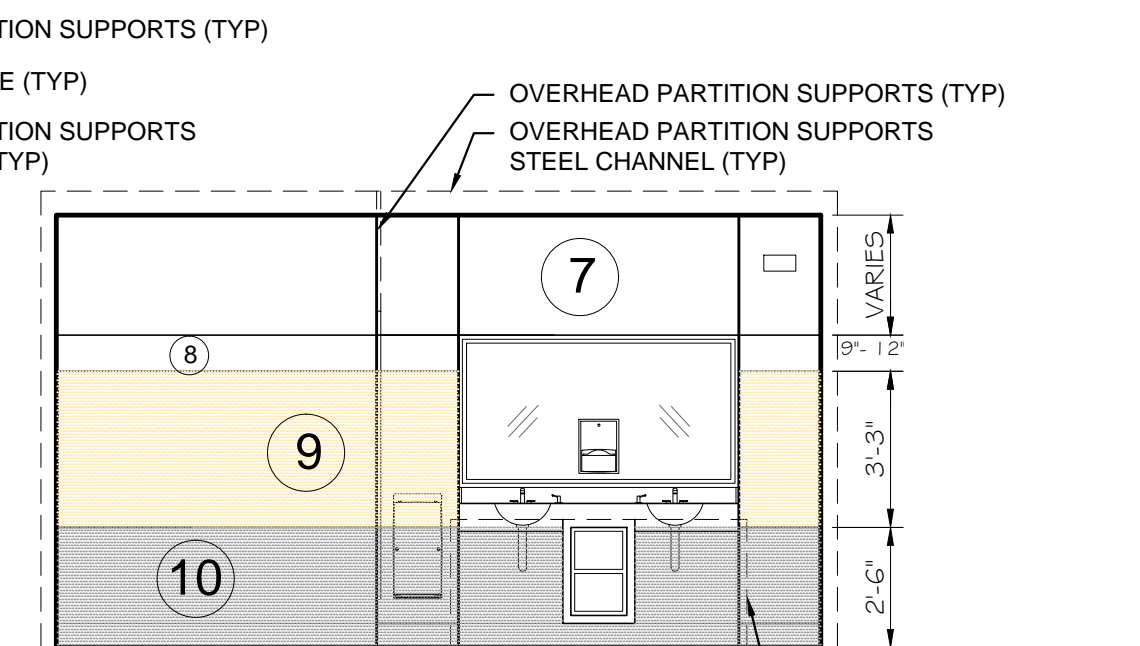 TION SUPPORTS (TYP)
E (TYP)
TION SUPPORTS
TYP)
OVERHEAD PARTITION SUPPORTS (TYP)
OVERHEAD PARTITION SUPPORTS
STEEL CHANNEL (TYP)
7
VARIES
8
9"- 12"
9
3'-3"
10
2'-6"